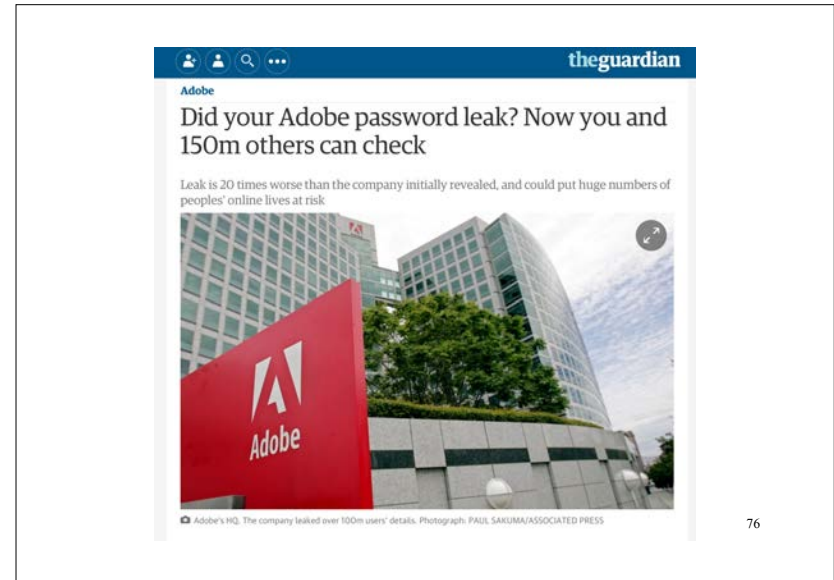 theguardian
Adobe
Did your Adobe password leak? Now you and
150m others can check
Leak is 20 times worse than the company initially revealed, and could put huge numbers of
peoples' online lives at risk
Adobe
Adobe's HQ. The company leaked over 100m users' details. Photograph: PAUL SAKUMA/ASSOCIATED PRESS
76